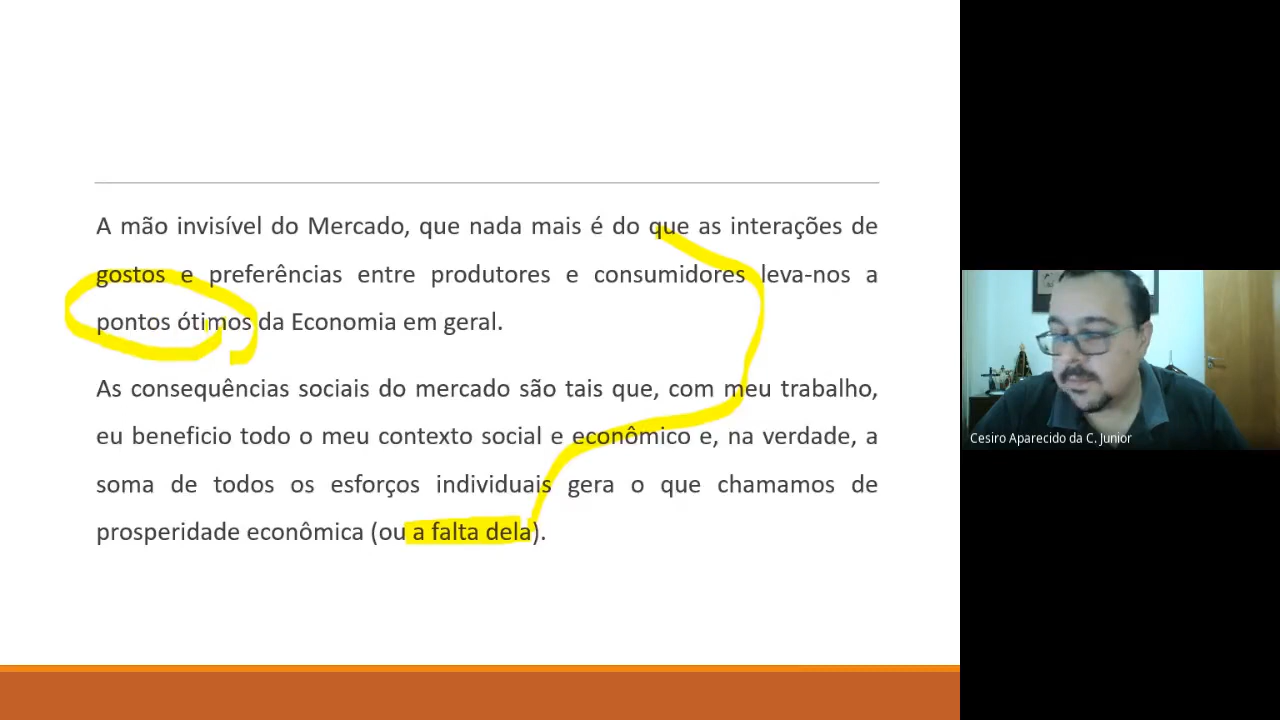 A mão invisível do Mercado, que nada mais é do que as interações de
gostos e preferências entre produtores e consumidores leva-nos a
pontos ótimos da Economia em geral.
As consequências sociais do mercado são tais que, com meu trabalho,
eu beneficio todo o meu contexto social e econômico e, na verdade, a
soma de todos os esforços individuais gera o que chamamos de
prosperidade econômica (ou a falta dela).
Cesiro Aparecido da C. Junior